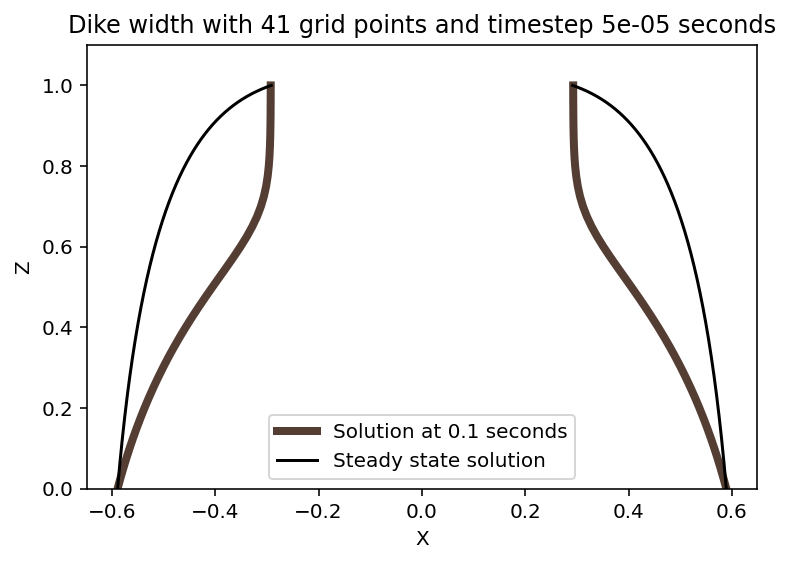 Dike width with 41 grid points and timestep 5e-05 seconds
Z
1.0
0.8
0.6
0.4
0.2
0.0
Solution at 0.1 seconds
Steady state solution
−0.6 −0.4 −0.2 0.0 0.2 0.4 0.6
X